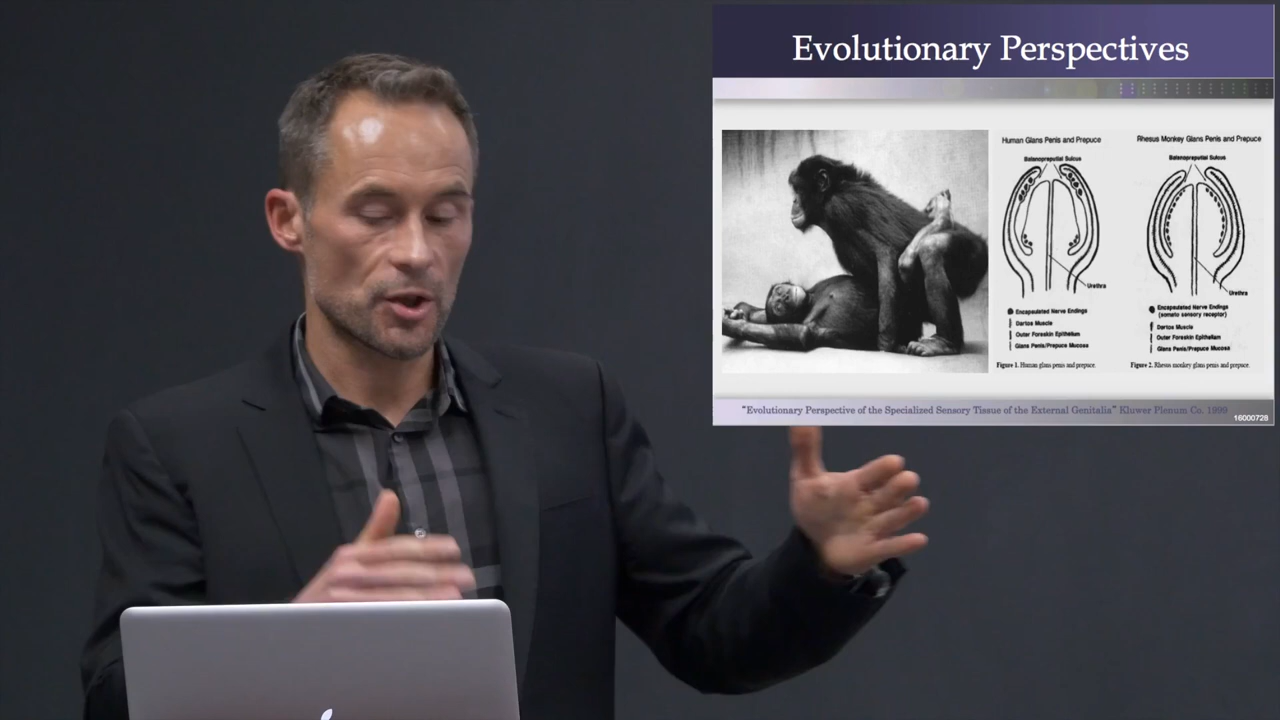 Evolutionary Perspectives
Human Glans Penis and Prepuce
Balanopreputial Sulcus
Urethra
Encapsulated Nerve Endings
Dartos Muscle
Outer Foreskin Epithelium
Glans Penis/Prepuce Mucosa
Figure 1. Human glans penis and prepuce.
Rhesus Monkey Glans Penis and Prepuce
Balanopreputial Sulcus
Urethra
Encapsulated Nerve Endings
(somato sensory receptor)
Dartos Muscle
Outer Foreskin Epithelium
Glans Penis/Prepuce Mucosa
Figure 2. Rhesus monkey glans penis and prepuce.
"Evolutionary Perspective of the Specialized Sensory Tissue of the External Genitalia" Kluwer Plenum Co. 1999
16000728